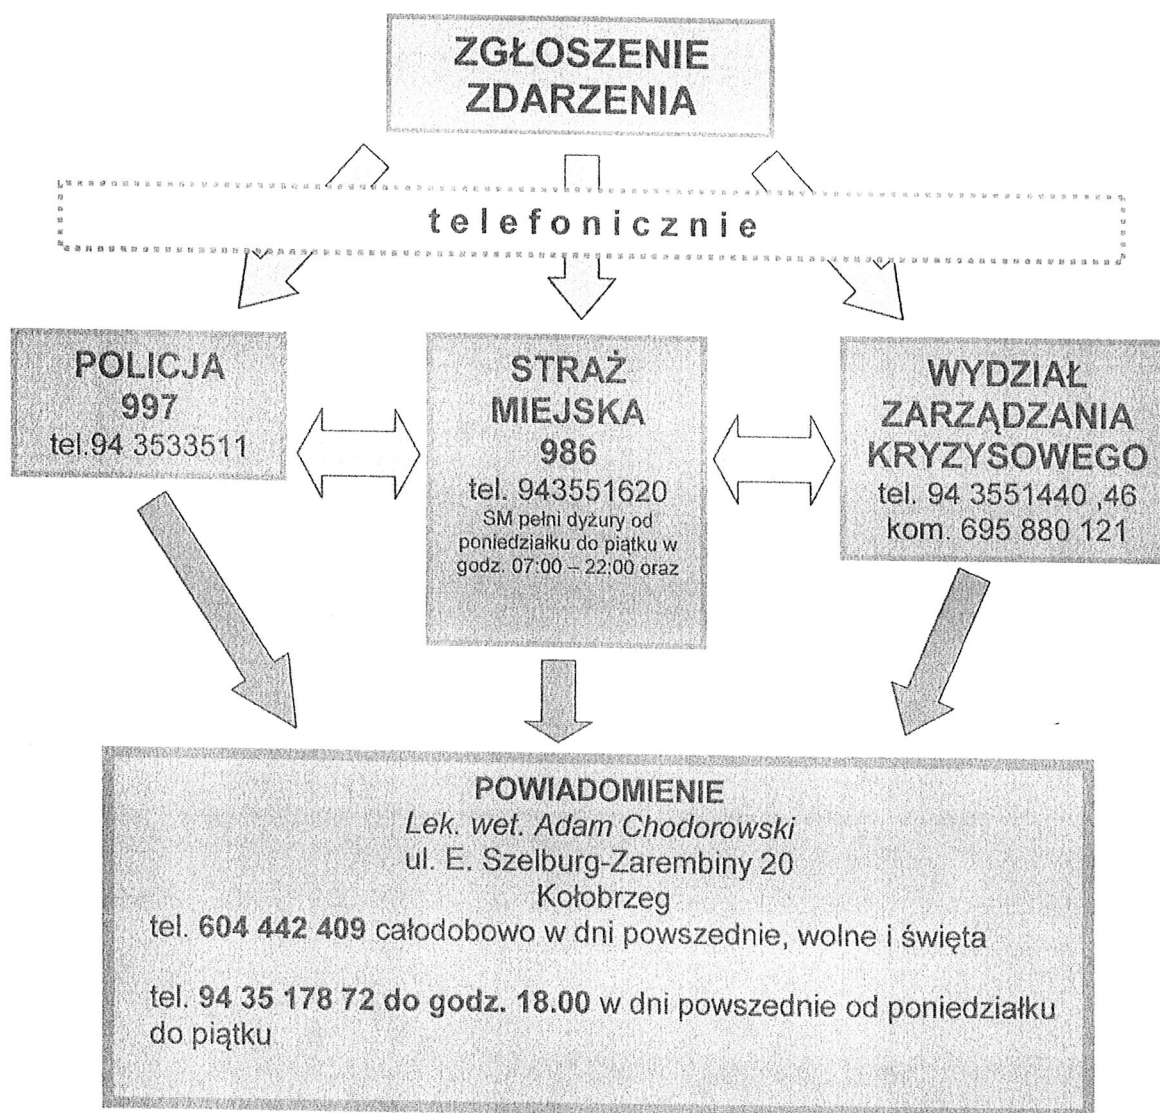 ZGŁOSZENIE
ZDARZENIA
telefonicznie
POLICJA
997
tel.94 3533511
STRAŻ
MIEJSKA
986
tel. 943551620
SM pełni dyżury od
poniedziałku do piątku w
godz. 07:00 – 22:00 oraz
WYDZIAŁ
ZARZĄDZANIA
KRYZYSOWEGO
tel. 94 3551440 ,46
kom. 695 880 121
POWIADOMIENIE
Lek. wet. Adam Chodorowski
ul. E. Szelburg-Zarembiny 20
Kołobrzeg
tel. 604 442 409 całodobowo w dni powszednie, wolne i święta
tel. 94 35 178 72 do godz. 18.00 w dni powszednie od poniedziałku
do piątku